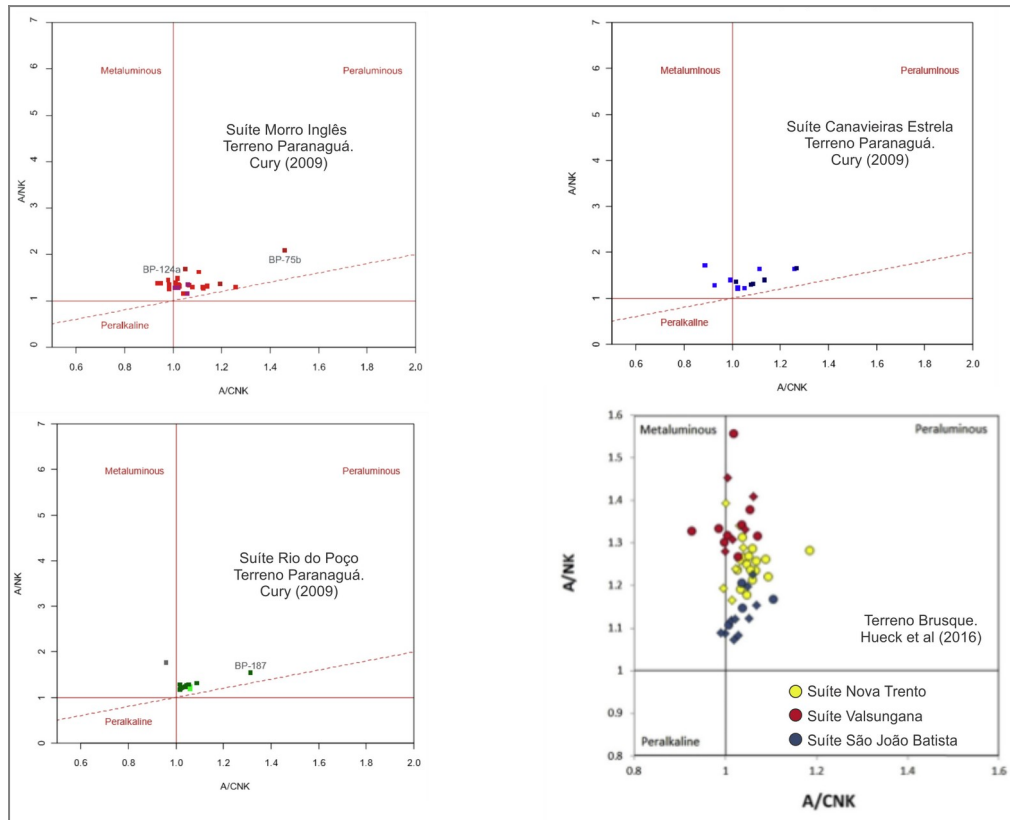 7
6
5
4
3
2
1
0
A/NK
Metaluminous
Peraluminous
Suíte Morro Inglês
Terreno Paranaguá.
Cury (2009)
BP-124a
BP-75b
Peralkaline
0.6
0.8
1.0
1.2
1.4
1.6
1.8
2.0
A/CNK
7
6
5
4
3
2
1
0
A/NK
Metaluminous
Peraluminous
Suíte Canavieiras Estrela
Terreno Paranaguá.
Cury (2009)
Peralkaline
0.6
0.8
1.0
1.2
1.4
1.6
1.8
2.0
A/CNK
7
6
5
4
3
2
1
0
A/NK
Metaluminous
Peraluminous
Suíte Rio do Poço
Terreno Paranaguá.
Cury (2009)
BP-187
Peralkaline
0.6
0.8
1.0
1.2
1.4
1.6
1.8
2.0
A/CNK
1.6
1.5
1.4
1.3
1.2
1.1
1
0.9
0.8
A/NK
Metaluminous
Peraluminous
Terreno Brusque.
Hueck et al (2016)
Suíte Nova Trento
Suíte Valsungana
Suíte São João Batista
Peralkaline
0.8
1
1.2
1.4
1.6
A/CNK